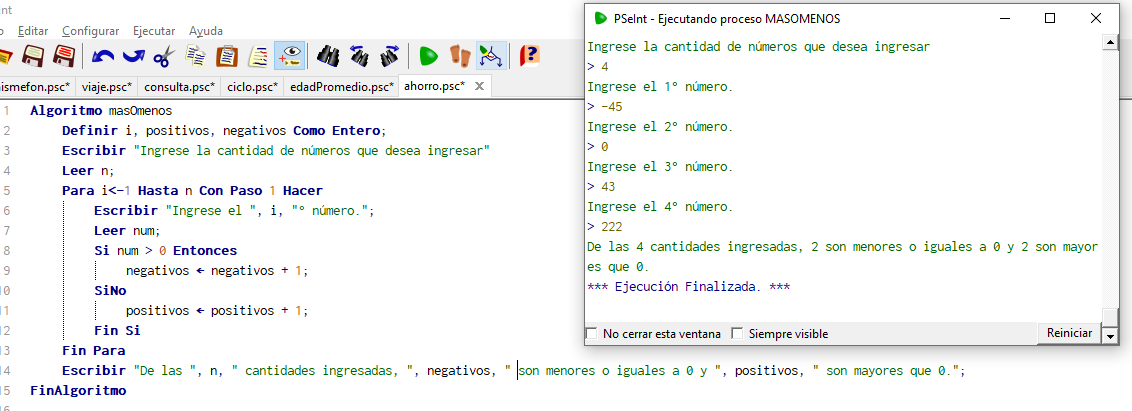 int
o Editar Configurar Ejecutar Ayuda
nismefon.psc* viaje.psc* consulta.psc* ciclo.psc* edadPromedio.psc* ahorro.psc*
1 Algoritmo masOmenos
2 Definir i, positivos, negativos Como Entero;
3 Escribir "Ingrese la cantidad de números que desea ingresar"
4 Leer n;
5 Para i<-1 Hasta n Con Paso 1 Hacer
6 Escribir "Ingrese el ", i, "° número.";
7 Leer num;
8 Si num > 0 Entonces
9 negativos ← negativos + 1;
10 SiNo
11 positivos ← positivos + 1;
12 Fin Si
13 Fin Para
14 Escribir "De las ", n, " cantidades ingresadas, ", negativos, " son menores o iguales a 0 y ", positivos, " son mayores que 0.";
15 FinAlgoritmo
16
PSeInt - Ejecutando proceso MASOMENOS
Ingrese la cantidad de números que desea ingresar
> 4
Ingrese el 1° número.
> -45
Ingrese el 2° número.
> 0
Ingrese el 3° número.
> 43
Ingrese el 4° número.
> 222
De las 4 cantidades ingresadas, 2 son menores o iguales a 0 y 2 son mayor
es que 0.
*** Ejecución Finalizada. ***
No cerrar esta ventana Siempre visible Reiniciar